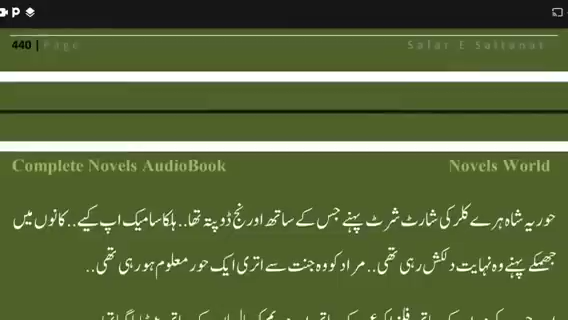 440 | Page
Safar E Saltanat
Complete Novels AudioBook
Novels World
حوریہ شاہ ہرے کلر کی شارٹ شرٹ پہنے جس کے ساتھ اورنج ڈوپٹہ تھا.. ہلکا سا میک اپ کیے.. کانوں میں
جھمکے پہنے وہ نہایت دلکش رہی تھی.. مراد کو وہ جنت سے اتری ایک حور معلوم ہو رہی تھی..